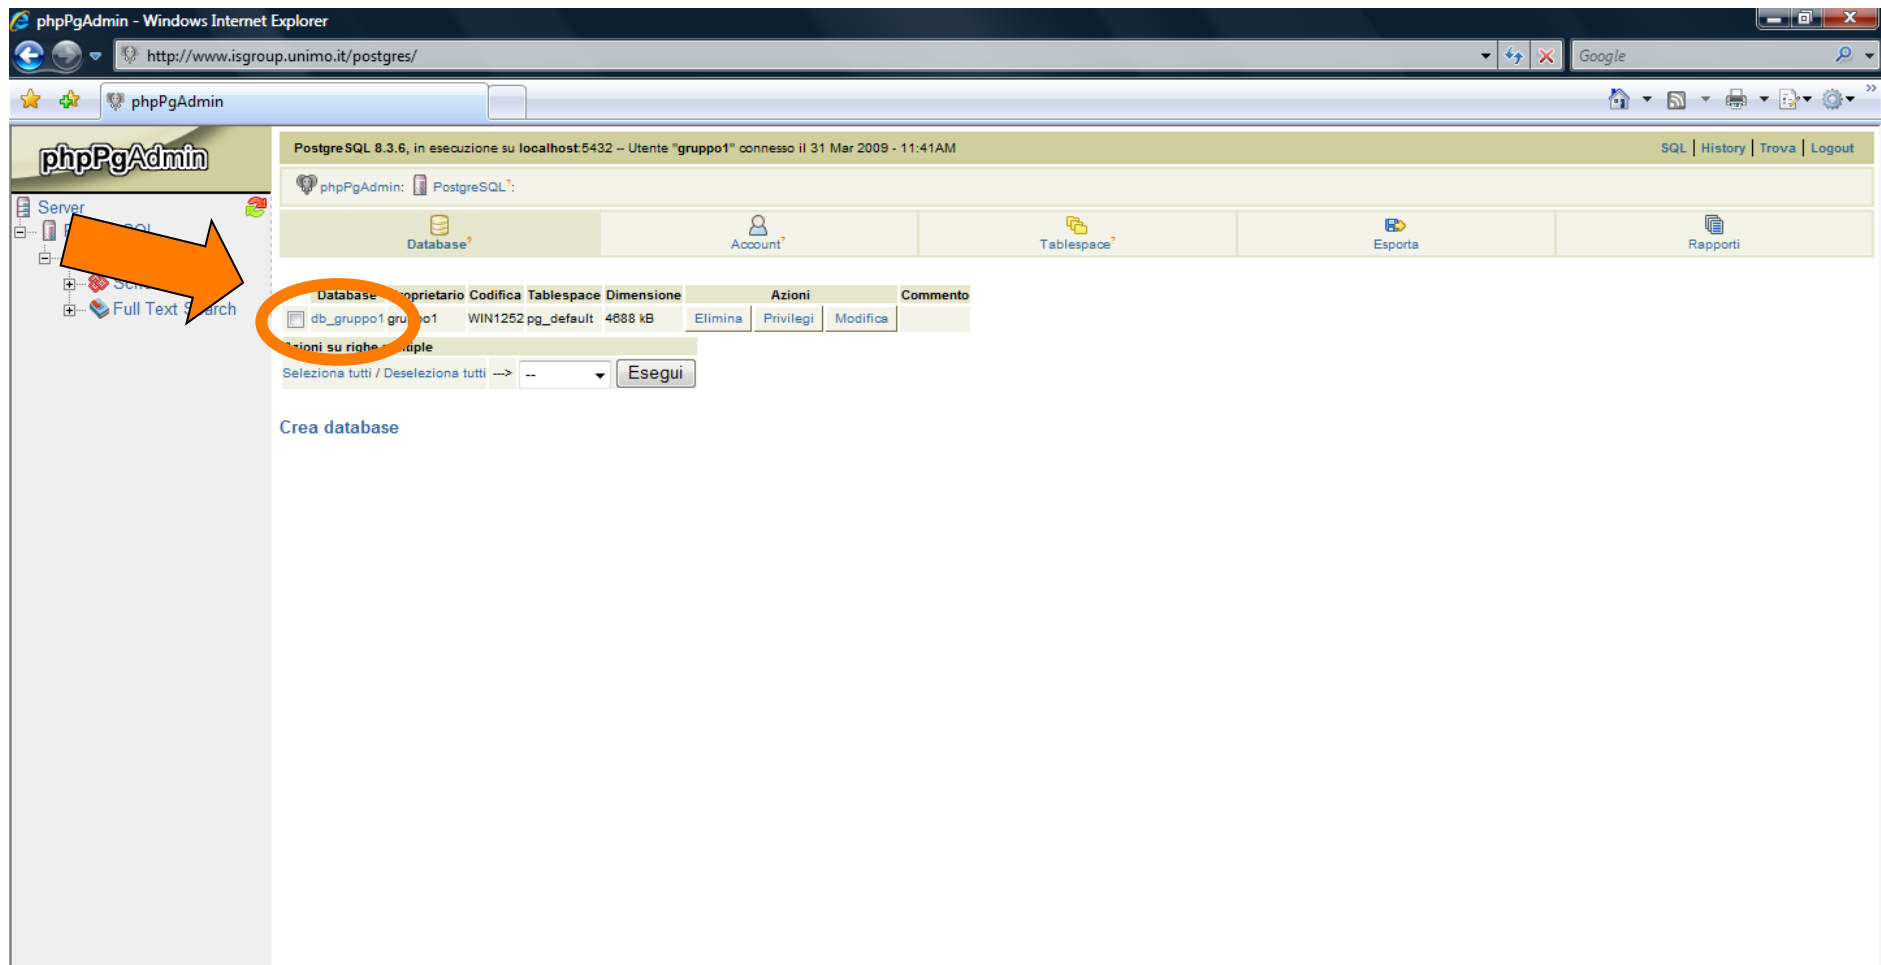 phpPgAdmin - Windows Internet Explorer
http://www.isgroup.unimo.it/postgres/
Google
phpPgAdmin
phpPgAdmin
PostgreSQL 8.3.6, in esecuzione su localhost:5432 -- Utente "gruppo1" connesso il 31 Mar 2009 - 11:41AM
SQL | History | Trova | Logout
phpPgAdmin: PostgreSQL?:
Server
Database? Account? Tablespace? Esporta Rapporti
Full Text
Database Codifica Tablespace Dimensione Azioni Commento
db_gruppo1 WIN1252 pg_default 4688 kB Elimina Privilegi Modifica
su righe
Seleziona tutti / Deseleziona tutti ---> -- Esegui
Crea database